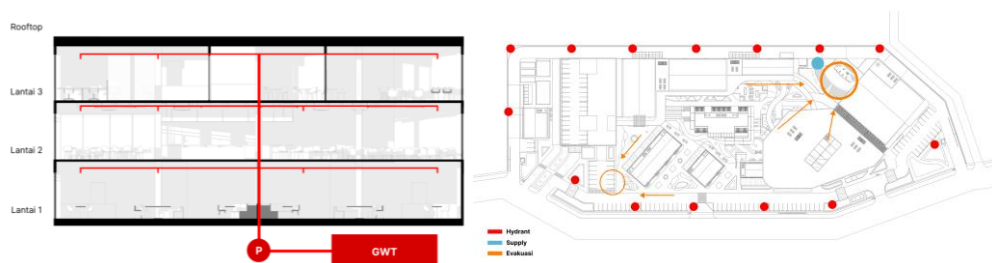 Rooftop
Lantai 3
Lantai 2
Lantai 1
P
GWT
Hydrant
Supply
Evakuasi